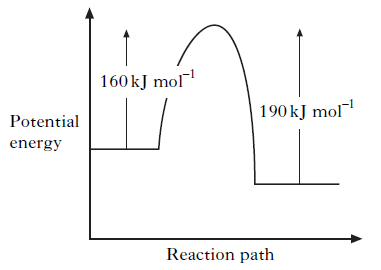 160 kJ mol⁻¹
190 kJ mol⁻¹
Potential
energy
Reaction path